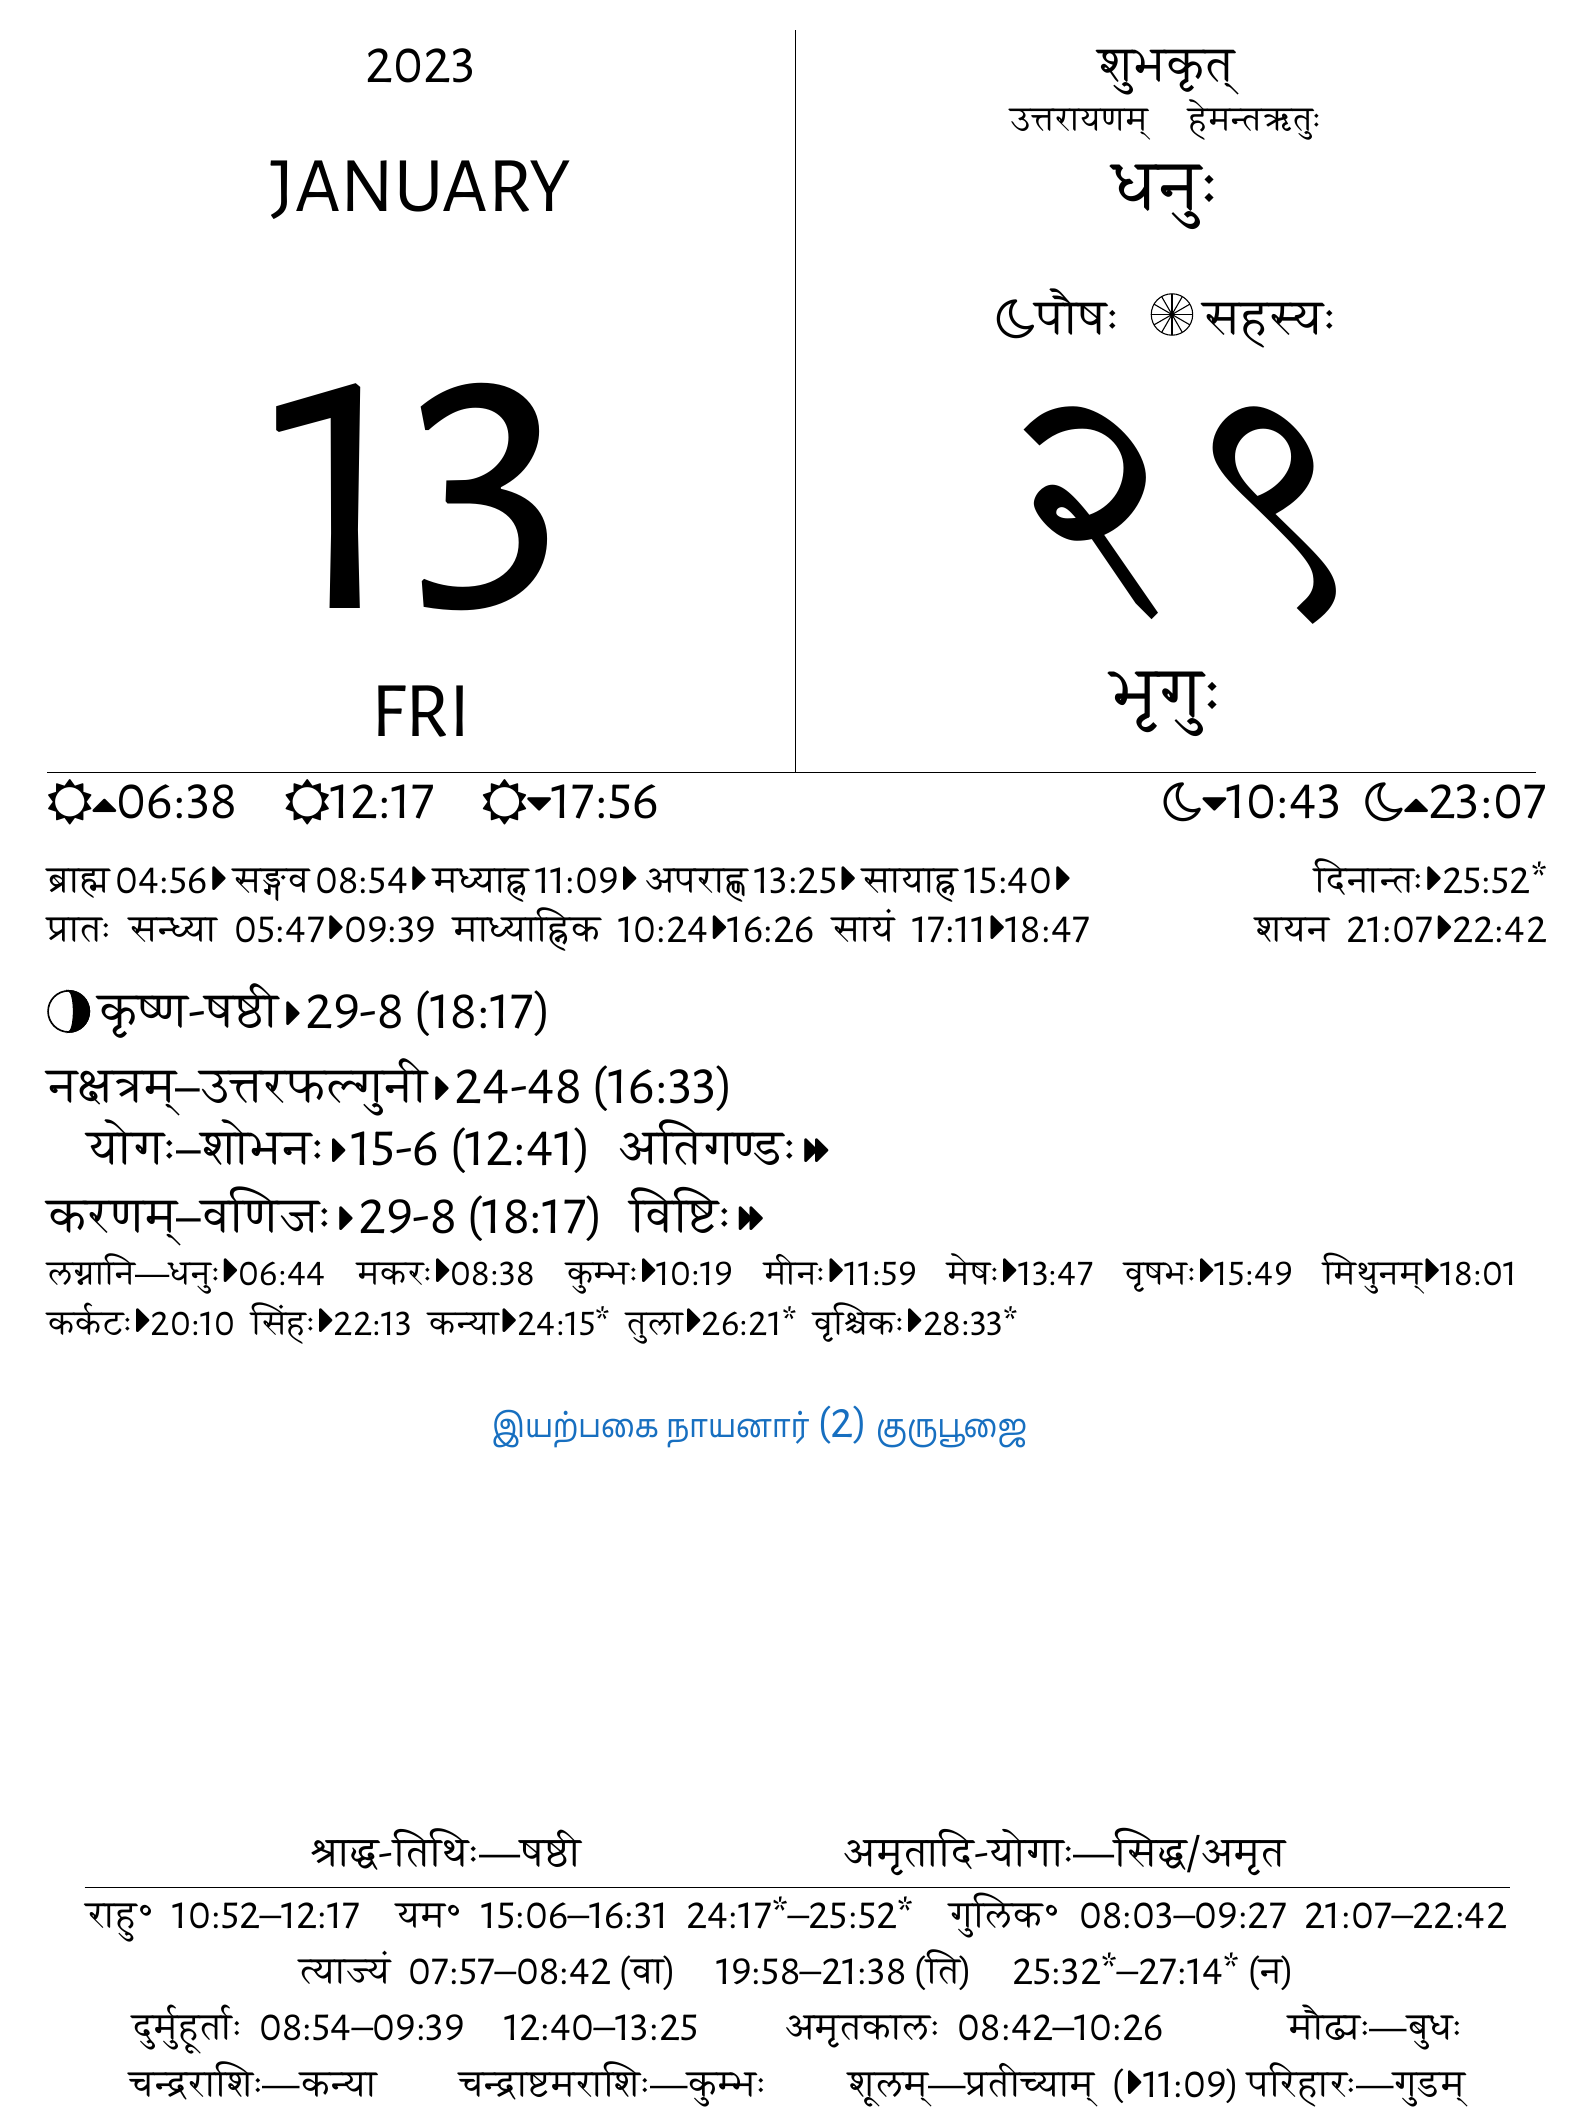 2023
JANUARY
13
FRI
शुभकृत्
उत्तरायणम् हेमन्तऋतुः
धनुः
पौषः सहस्यः
२९
भृगुः
06:38 12:17 17:56 10:43 23:07
ब्राह्म 04:56 सङ्गव 08:54 मध्याह्न 11:09 अपराह्ण 13:25 सायाह्न 15:40 दिनान्तः 25:52*
प्रातः सन्ध्या 05:47 09:39 माध्याह्निक 10:24 16:26 सायं 17:11 18:47 शयन 21:07 22:42
कृष्ण-षष्ठी 29-8 (18:17)
नक्षत्रम्–उत्तरफल्गुनी 24-48 (16:33)
योगः–शोभनः 15-6 (12:41) अतिगण्डः
करणम्–वणिजः 29-8 (18:17) विष्टिः
लग्नानि—धनुः 06:44 मकरः 08:38 कुम्भः 10:19 मीनः 11:59 मेषः 13:47 वृषभः 15:49 मिथुनम् 18:01
कर्कटः 20:10 सिंहः 22:13 कन्या 24:15* तुला 26:21* वृश्चिकः 28:33*
இயற்பகை நாயனார் (2) குருபூஜை
श्राद्ध-तिथिः—षष्ठी अमृतादि-योगाः—सिद्ध/अमृत
राहु॰ 10:52–12:17 यम॰ 15:06–16:31 24:17*–25:52* गुलिक॰ 08:03–09:27 21:07–22:42
त्याज्यं 07:57–08:42 (वा) 19:58–21:38 (ति) 25:32*–27:14* (न)
दुर्मुहूर्ताः 08:54–09:39 12:40–13:25 अमृतकालः 08:42–10:26 मौढ्यः—बुधः
चन्द्रराशिः—कन्या चन्द्राष्टमराशिः—कुम्भः शूलम्—प्रतीच्याम् (11:09) परिहारः—गुडम्